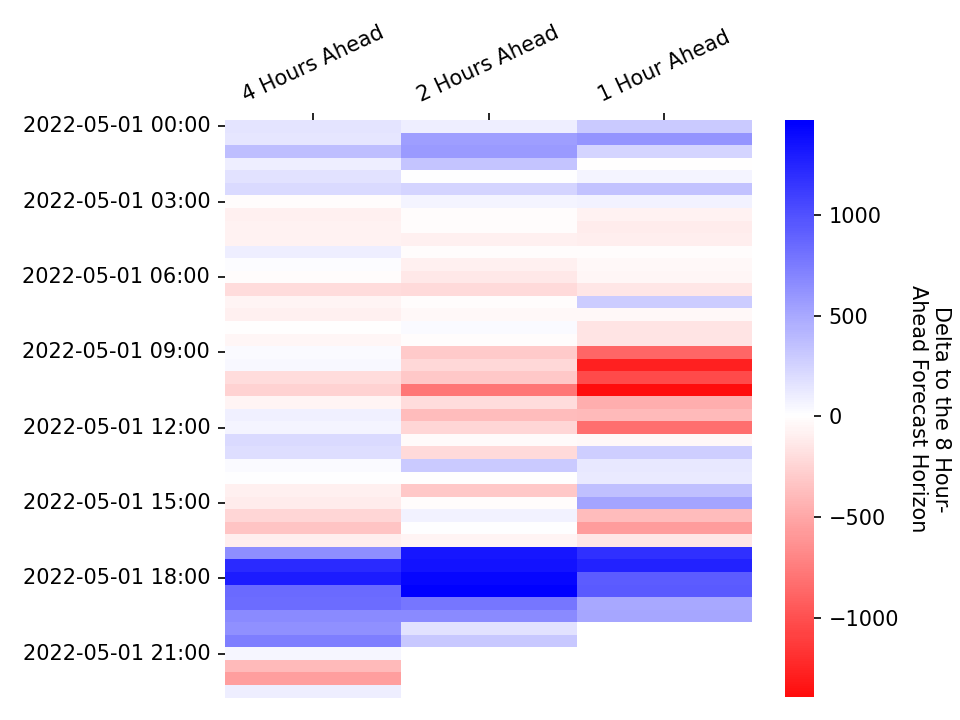 4 Hours Ahead
2 Hours Ahead
1 Hour Ahead
2022-05-01 00:00
2022-05-01 03:00
2022-05-01 06:00
2022-05-01 09:00
2022-05-01 12:00
2022-05-01 15:00
2022-05-01 18:00
2022-05-01 21:00
1000
500
0
−500
−1000
Delta to the 8 Hour-
Ahead Forecast Horizon